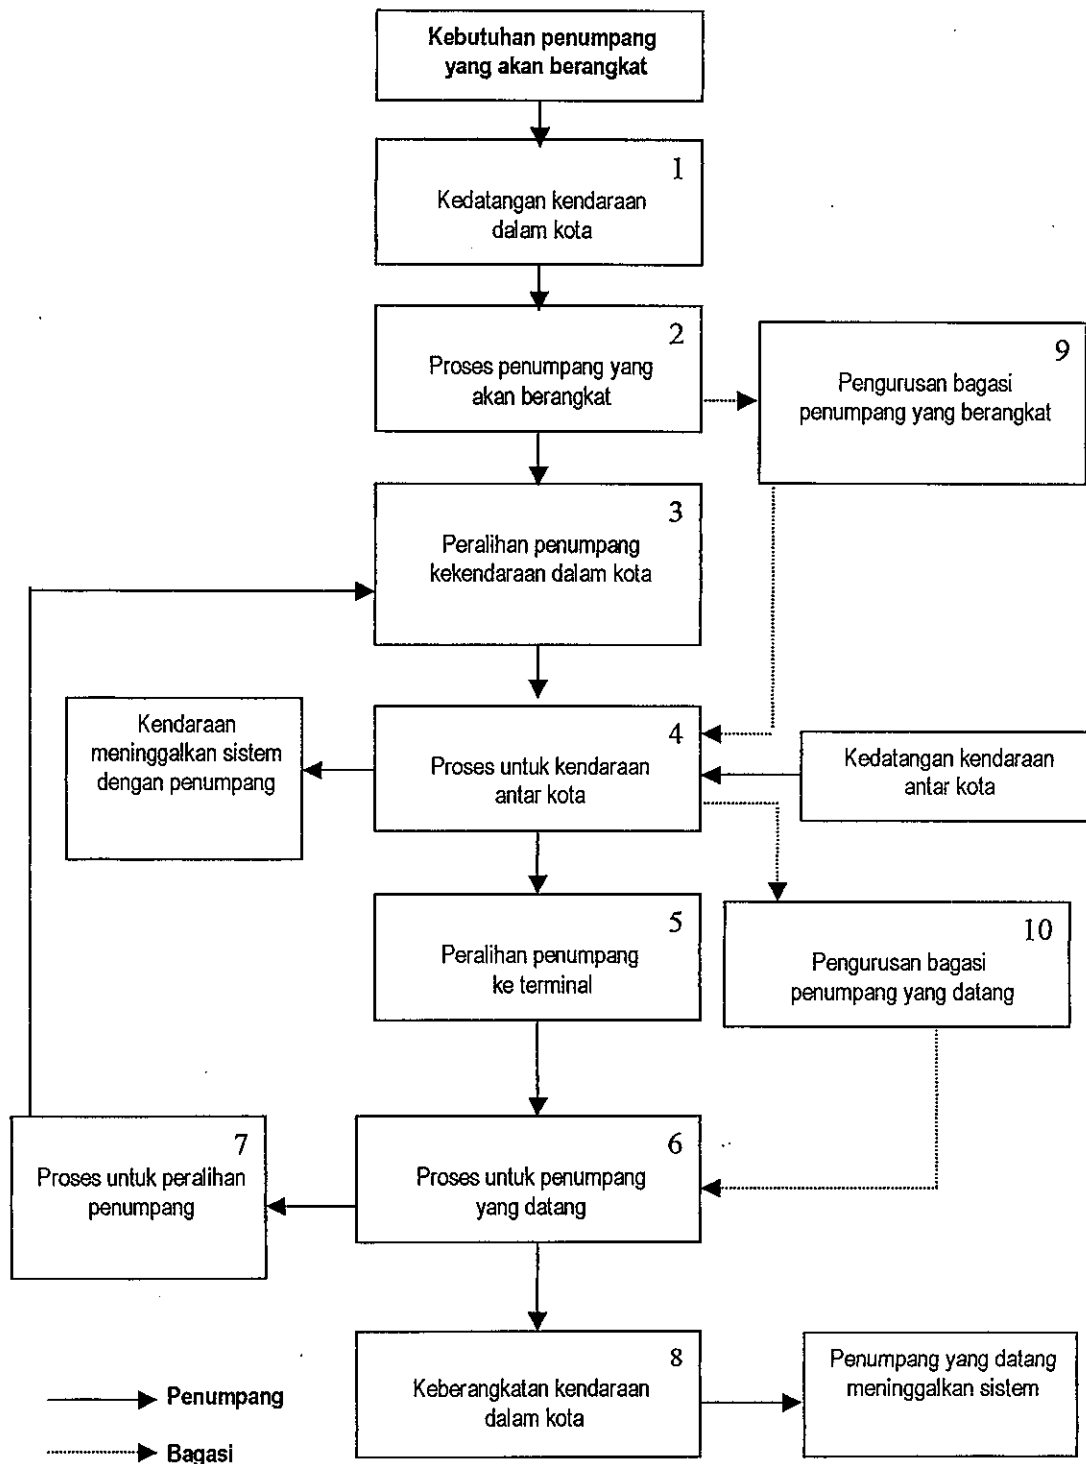 Kebutuhan penumpang
yang akan berangkat
1
Kedatangan kendaraan
dalam kota
2
Proses penumpang yang
akan berangkat
9
Pengurusan bagasi
penumpang yang berangkat
3
Peralihan penumpang
kekendaraan dalam kota
Kendaraan
meninggalkan sistem
dengan penumpang
4
Proses untuk kendaraan
antar kota
Kedatangan kendaraan
antar kota
5
Peralihan penumpang
ke terminal
10
Pengurusan bagasi
penumpang yang datang
7
Proses untuk peralihan
penumpang
6
Proses untuk penumpang
yang datang
8
Keberangkatan kendaraan
dalam kota
Penumpang yang datang
meninggalkan sistem
Penumpang
Bagasi